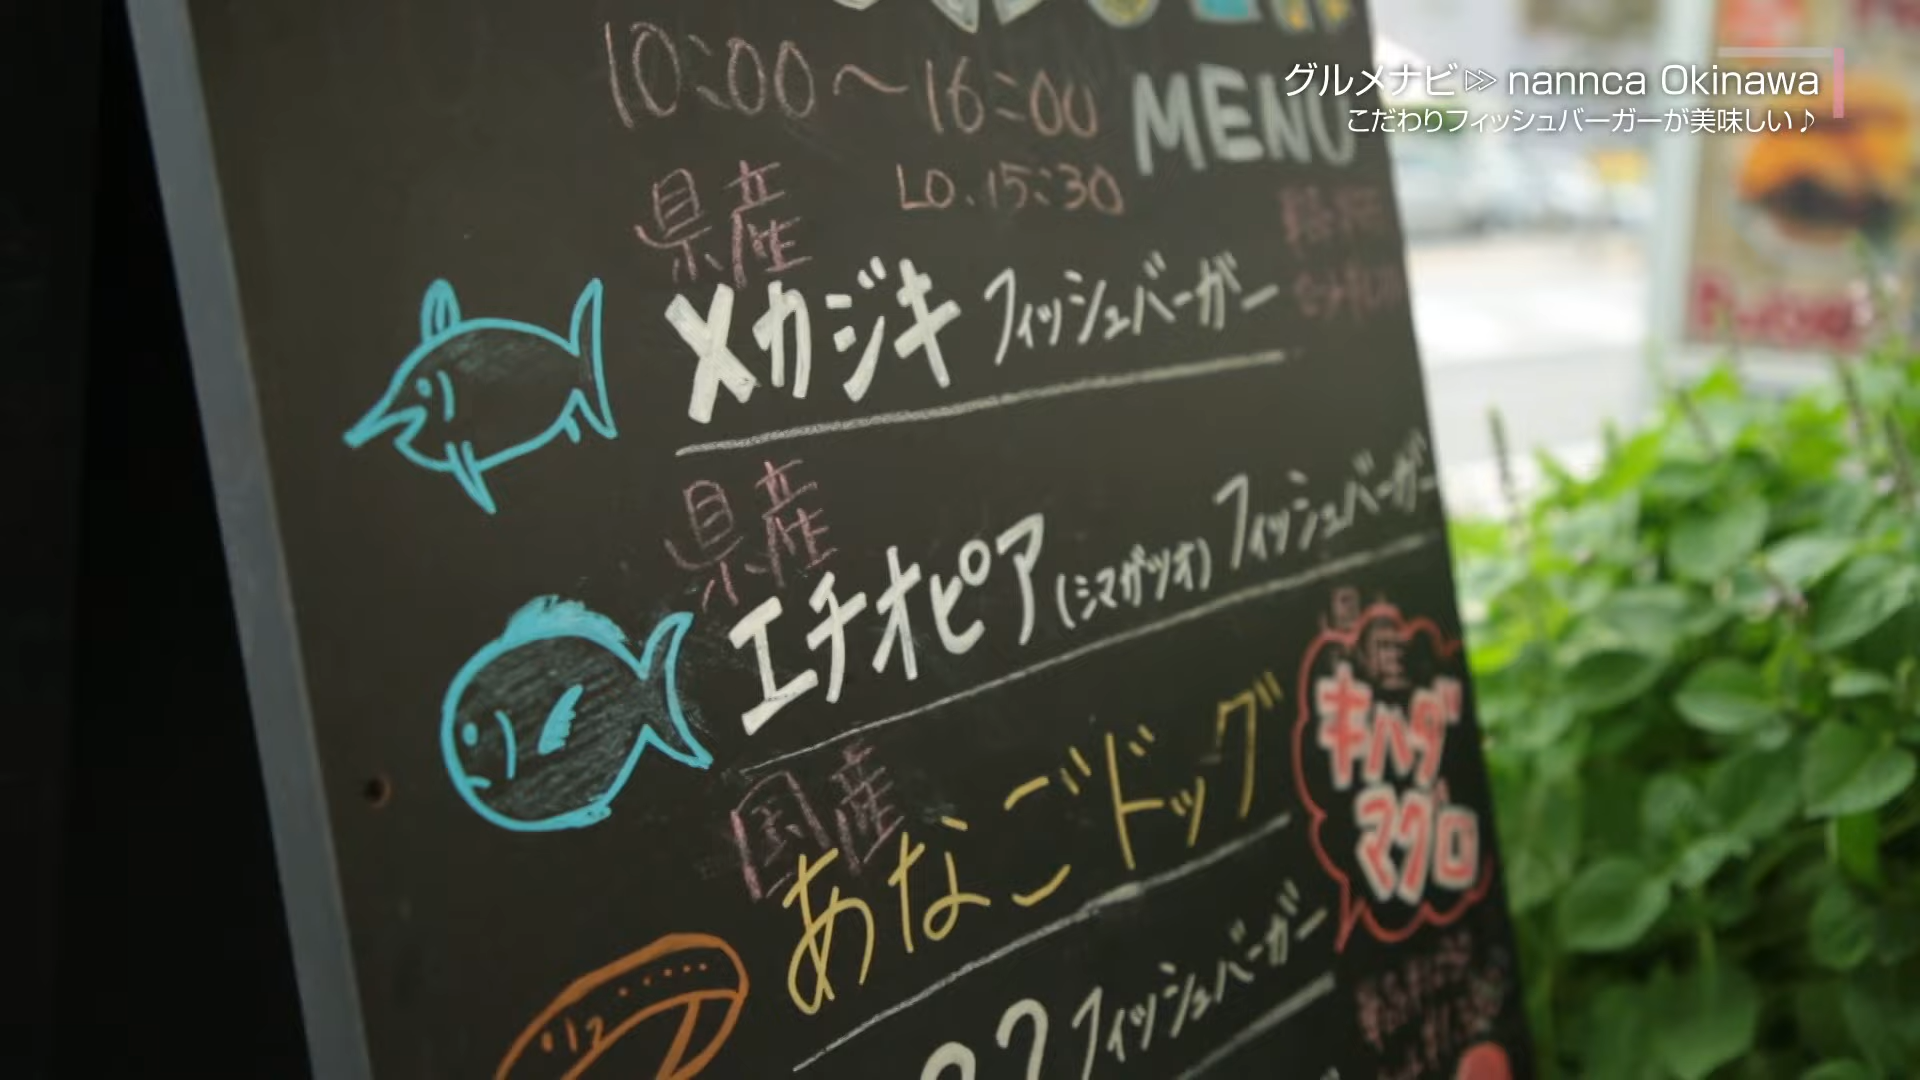 グルメナビ nannca Okinawa
こだわりフィッシュバーガーが美味しい♪
10:00～16:00
MENU
LO.15:30
県産
メカジキ フィッシュバーガー
県産
エチオピア(シマガツオ) フィッシュバーガー
国産
あなごドッグ
キハダ
マグロ
フィッシュバーガー